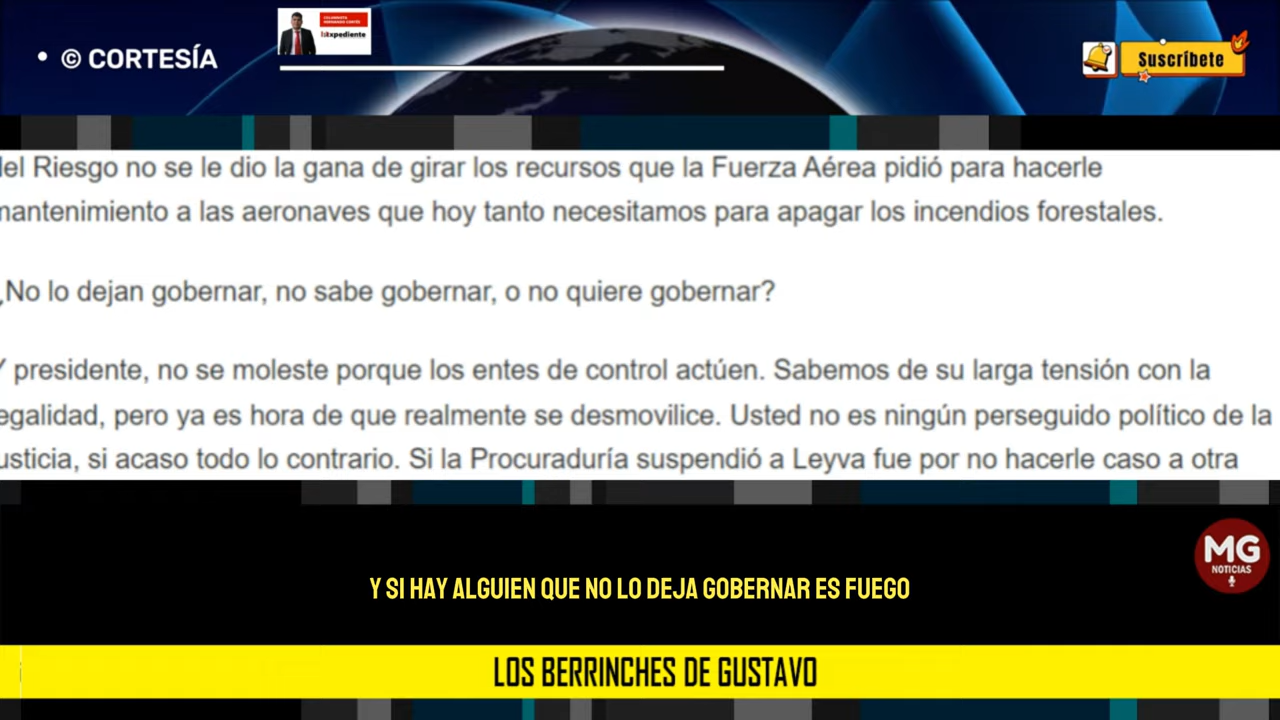 • © CORTESÍA
COLUMNISTA
FERNANDO CORTÉS
Suscríbete
del Riesgo no se le dio la gana de girar los recursos que la Fuerza Aérea pidió para hacerle
mantenimiento a las aeronaves que hoy tanto necesitamos para apagar los incendios forestales.
¿No lo dejan gobernar, no sabe gobernar, o no quiere gobernar?
Y presidente, no se moleste porque los entes de control actúen. Sabemos de su larga tensión con la
egalidad, pero ya es hora de que realmente se desmovilice. Usted no es ningún perseguido político de la
usticia, si acaso todo lo contrario. Si la Procuraduría suspendió a Leyva fue por no hacerle caso a otra
MG
NOTICIAS
Y SI HAY ALGUIEN QUE NO LO DEJA GOBERNAR ES FUEGO
LOS BERRINCHES DE GUSTAVO